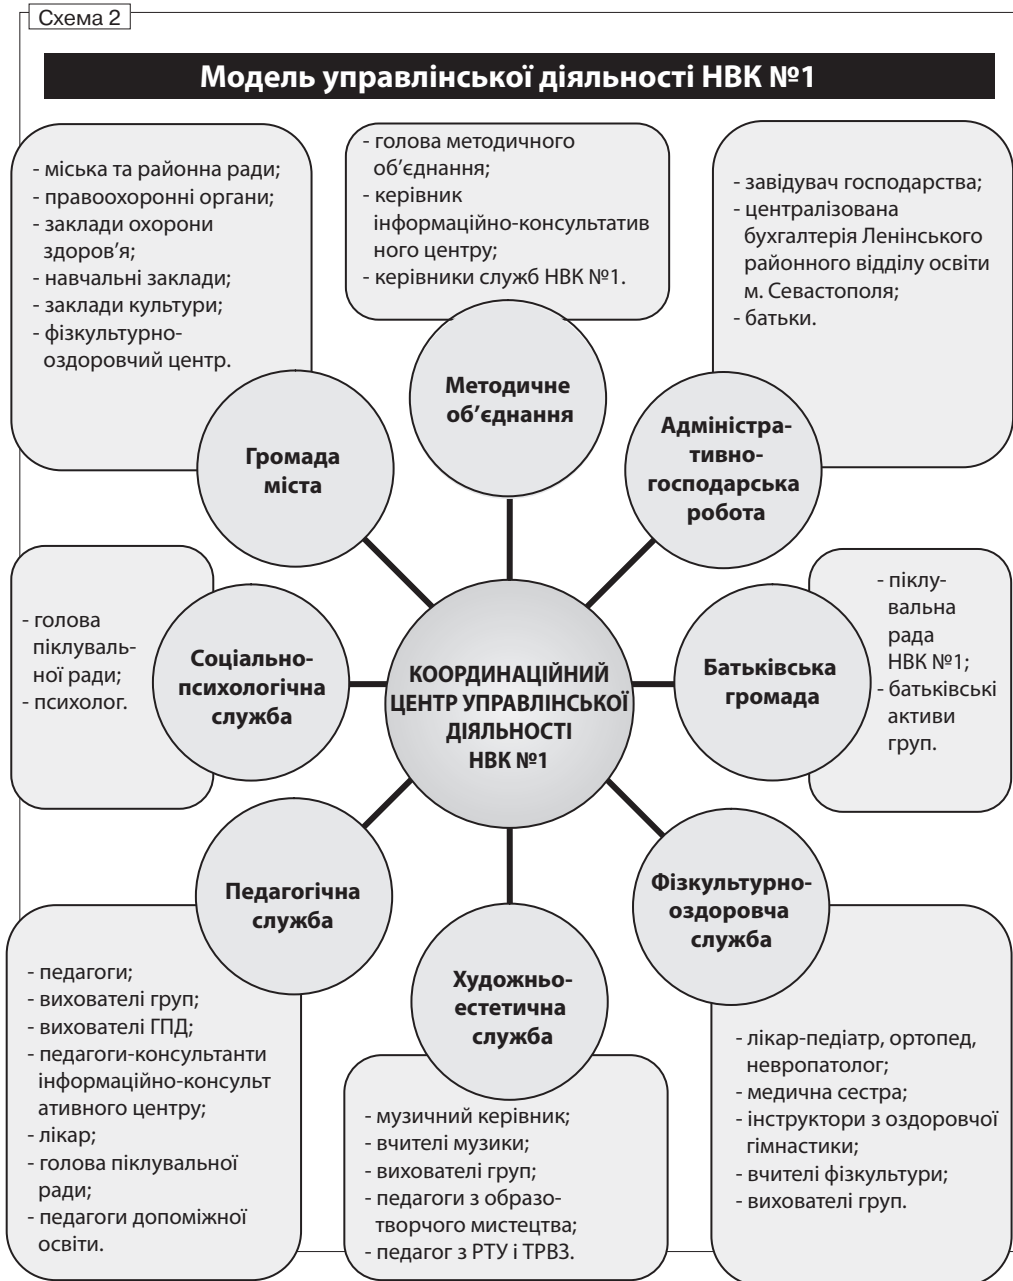 Схема 2
Модель управлінської діяльності НВК №1
- міська та районна ради;
- правоохоронні органи;
- заклади охорони
здоров’я;
- навчальні заклади;
- заклади культури;
- фізкультурно-
оздоровчий центр.
Громада
міста
- голова методичного
об’єднання;
- керівник
інформаційно-консультатив
ного центру;
- керівники служб НВК №1.
Методичне
об’єднання
- завідувач господарства;
- централізована
бухгалтерія Ленінського
районного відділу освіти
м. Севастополя;
- батьки.
Адміністра-
тивно-
господарська
робота
- голова
піклуваль-
ної ради;
- психолог.
Соціально-
психологічна
служба
КООРДИНАЦІЙНИЙ
ЦЕНТР УПРАВЛІНСЬКОЇ
ДІЯЛЬНОСТІ
НВК №1
Батьківська
громада
- піклу-
вальна
рада
НВК №1;
- батьківські
активи
груп.
Педагогічна
служба
- педагоги;
- вихователі груп;
- вихователі ГПД;
- педагоги-консультанти
інформаційно-консульт
ативного центру;
- лікар;
- голова піклувальної
ради;
- педагоги допоміжної
освіти.
Художньо-
естетична
служба
- музичний керівник;
- вчителі музики;
- вихователі груп;
- педагоги з образо-
творчого мистецтва;
- педагог з РТУ і ТРВЗ.
Фізкультурно-
оздоровча
служба
- лікар-педіатр, ортопед,
невропатолог;
- медична сестра;
- інструктори з оздоровчої
гімнастики;
- вчителі фізкультури;
- вихователі груп.